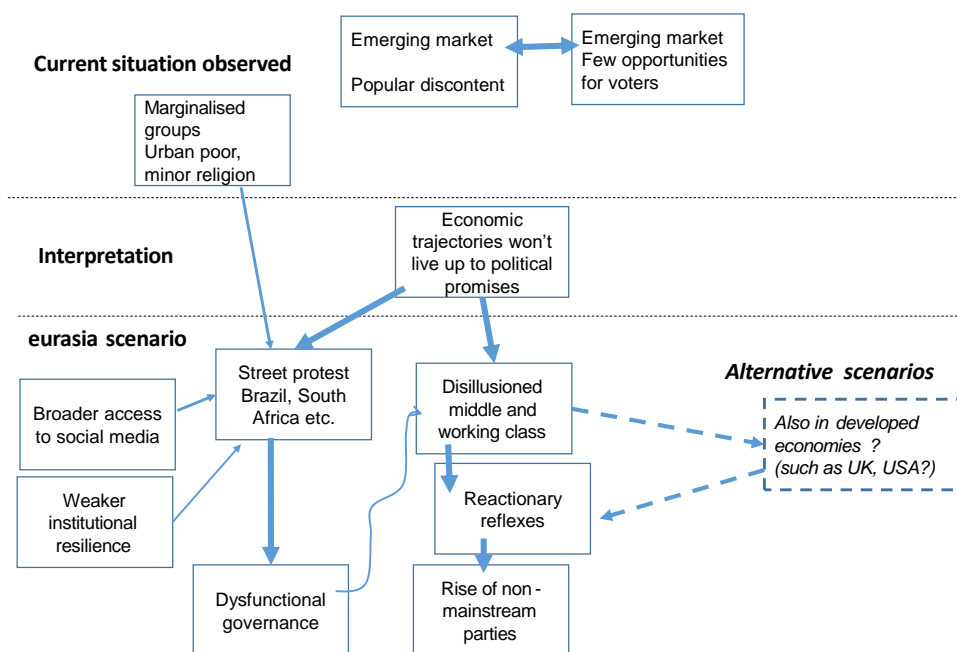 Current situation observed
Emerging market
Popular discontent
Emerging market
Few opportunities
for voters
Marginalised
groups
Urban poor,
minor religion
Interpretation
Economic
trajectories won’t
live up to political
promises
eurasia scenario
Street protest
Brazil, South
Africa etc.
Broader access
to social media
Weaker
institutional
resilience
Dysfunctional
governance
Disillusioned
middle and
working class
Reactionary
reflexes
Rise of non -
mainstream
parties
Alternative scenarios
Also in developed
economies ?
(such as UK, USA?)